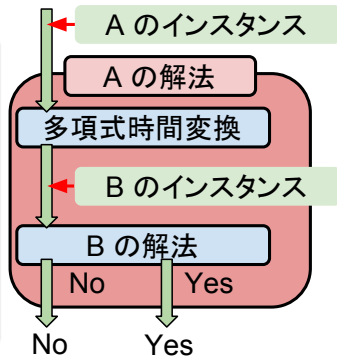 A のインスタンス
A の解法
多項式時間変換
B のインスタンス
B の解法
No Yes
No Yes